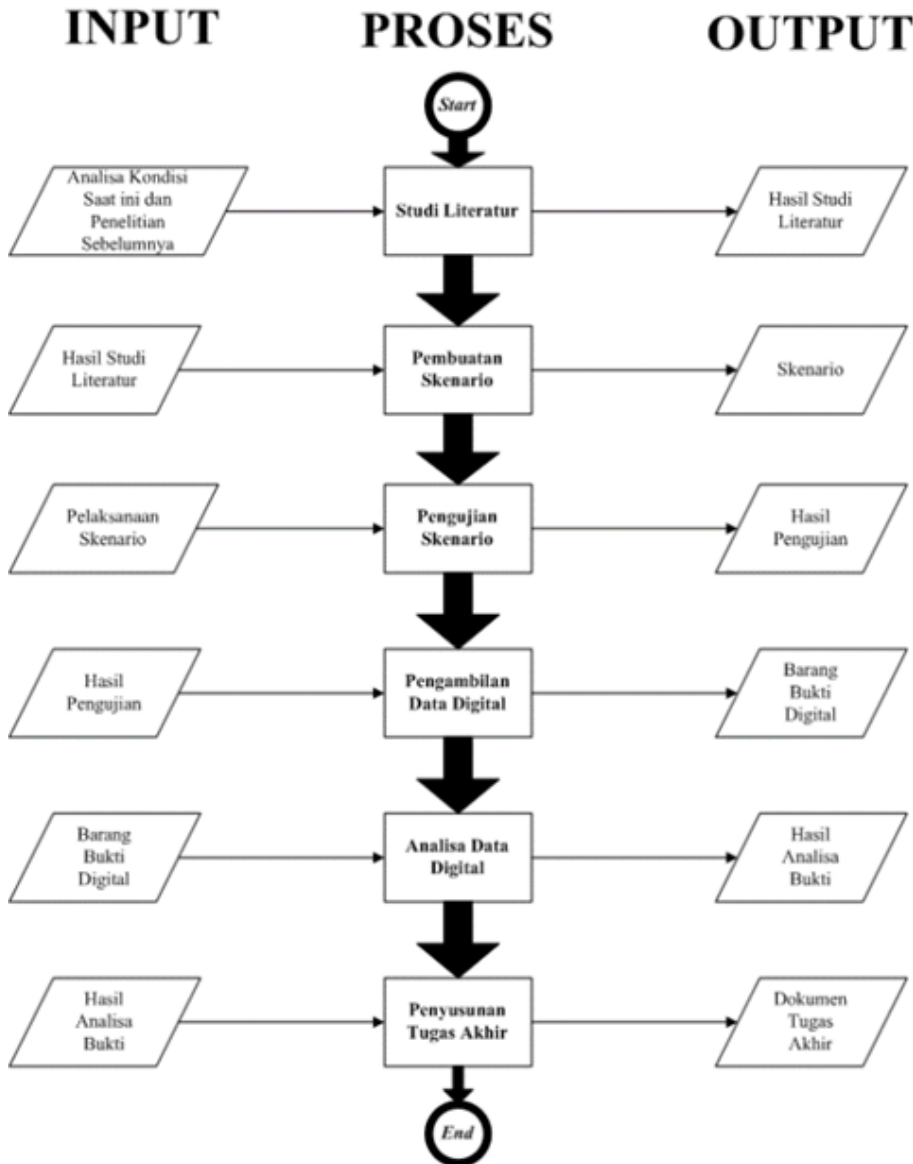 INPUT PROSES OUTPUT
Start
Analisa Kondisi
Saat ini dan
Penelitian
Sebelumnya
Studi Literatur
Hasil Studi
Literatur
Hasil Studi
Literatur
Pembuatan
Skenario
Skenario
Pelaksanaan
Skenario
Pengujian
Skenario
Hasil
Pengujian
Hasil
Pengujian
Pengambilan
Data Digital
Barang
Bukti
Digital
Barang
Bukti
Digital
Analisa Data
Digital
Hasil
Analisa
Bukti
Hasil
Analisa
Bukti
Penyusunan
Tugas Akhir
Dokumen
Tugas
Akhir
End